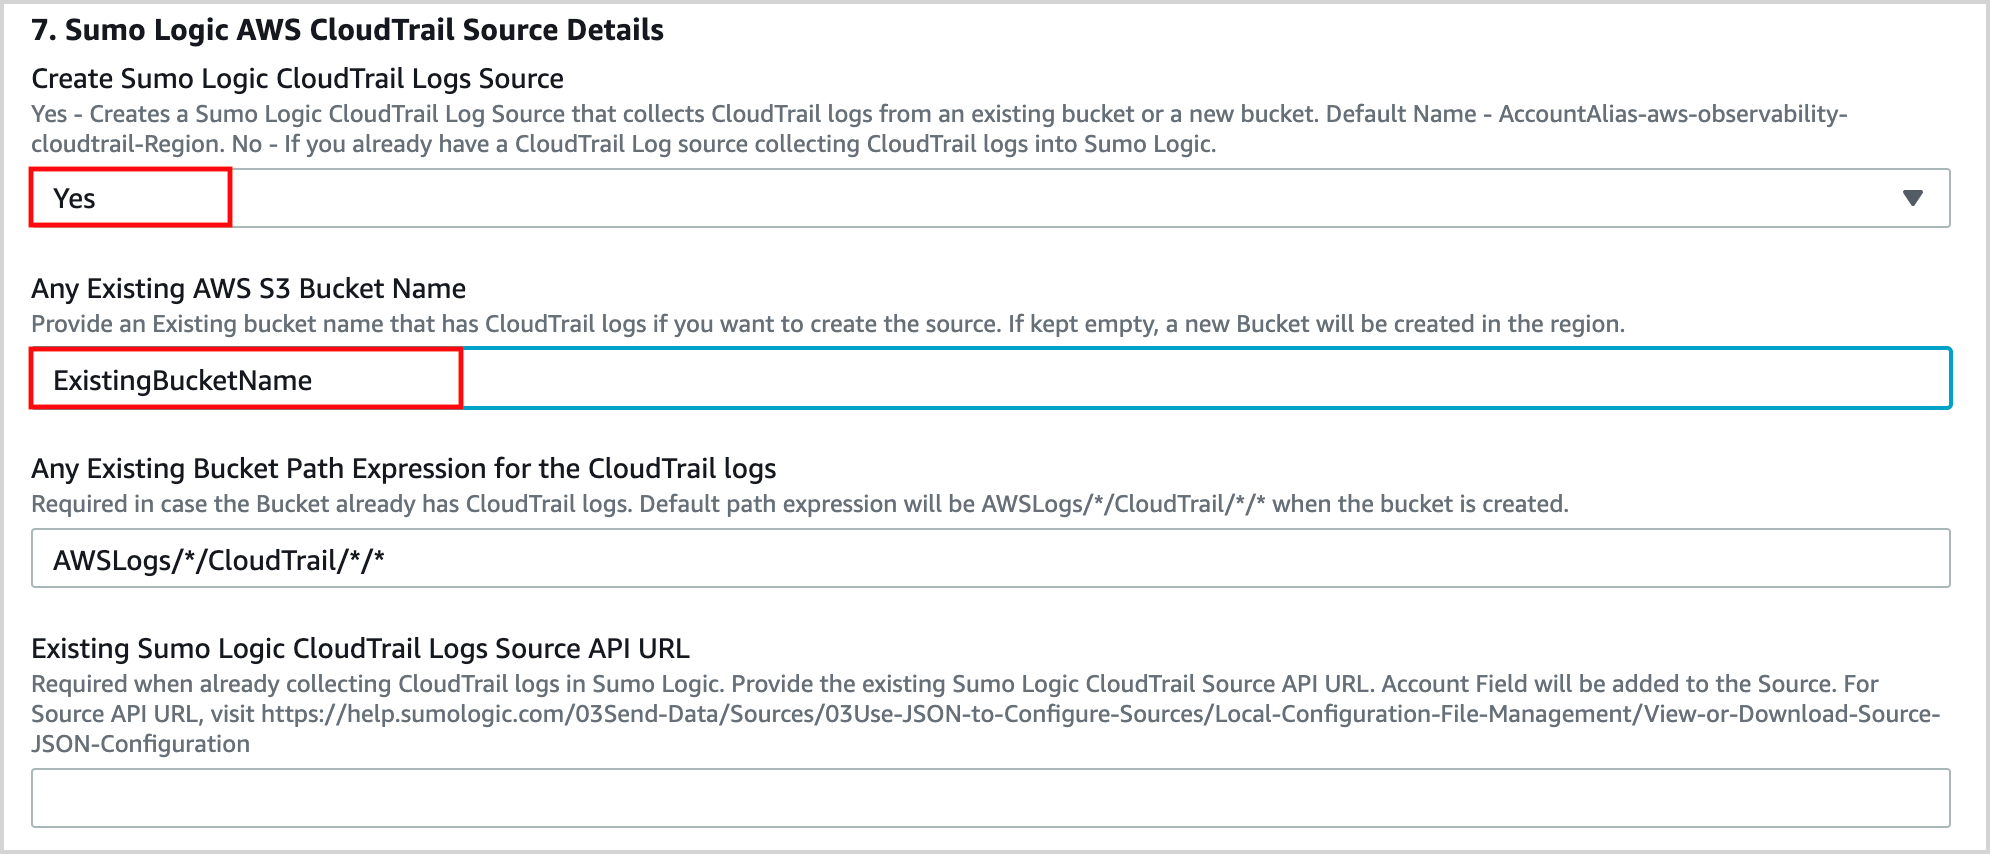 7. Sumo Logic AWS CloudTrail Source Details
Create Sumo Logic CloudTrail Logs Source
Yes - Creates a Sumo Logic CloudTrail Log Source that collects CloudTrail logs from an existing bucket or a new bucket. Default Name - AccountAlias-aws-observability-
cloudtrail-Region. No - If you already have a CloudTrail Log source collecting CloudTrail logs into Sumo Logic.
Yes
Any Existing AWS S3 Bucket Name
Provide an Existing bucket name that has CloudTrail logs if you want to create the source. If kept empty, a new Bucket will be created in the region.
ExistingBucketName
Any Existing Bucket Path Expression for the CloudTrail logs
Required in case the Bucket already has CloudTrail logs. Default path expression will be AWSLogs/*/CloudTrail/*/* when the bucket is created.
AWSLogs/*/CloudTrail/*/*
Existing Sumo Logic CloudTrail Logs Source API URL
Required when already collecting CloudTrail logs in Sumo Logic. Provide the existing Sumo Logic CloudTrail Source API URL. Account Field will be added to the Source. For
Source API URL, visit https://help.sumologic.com/03Send-Data/Sources/03Use-JSON-to-Configure-Sources/Local-Configuration-File-Management/View-or-Download-Source-
JSON-Configuration